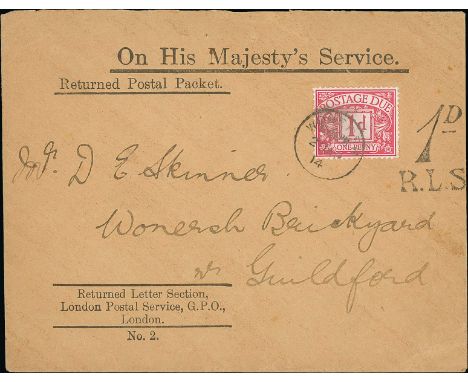 On His Majesty's Service.
Returned Postal Packet.
POSTAGE DUE
1D
ONE PENNY
14
1D
R.L.S
Mr. D E Skinner
Wonersh Brickyard
nr Guildford
Returned Letter Section,
London Postal Service, G.P.O.,
London.
No. 2.